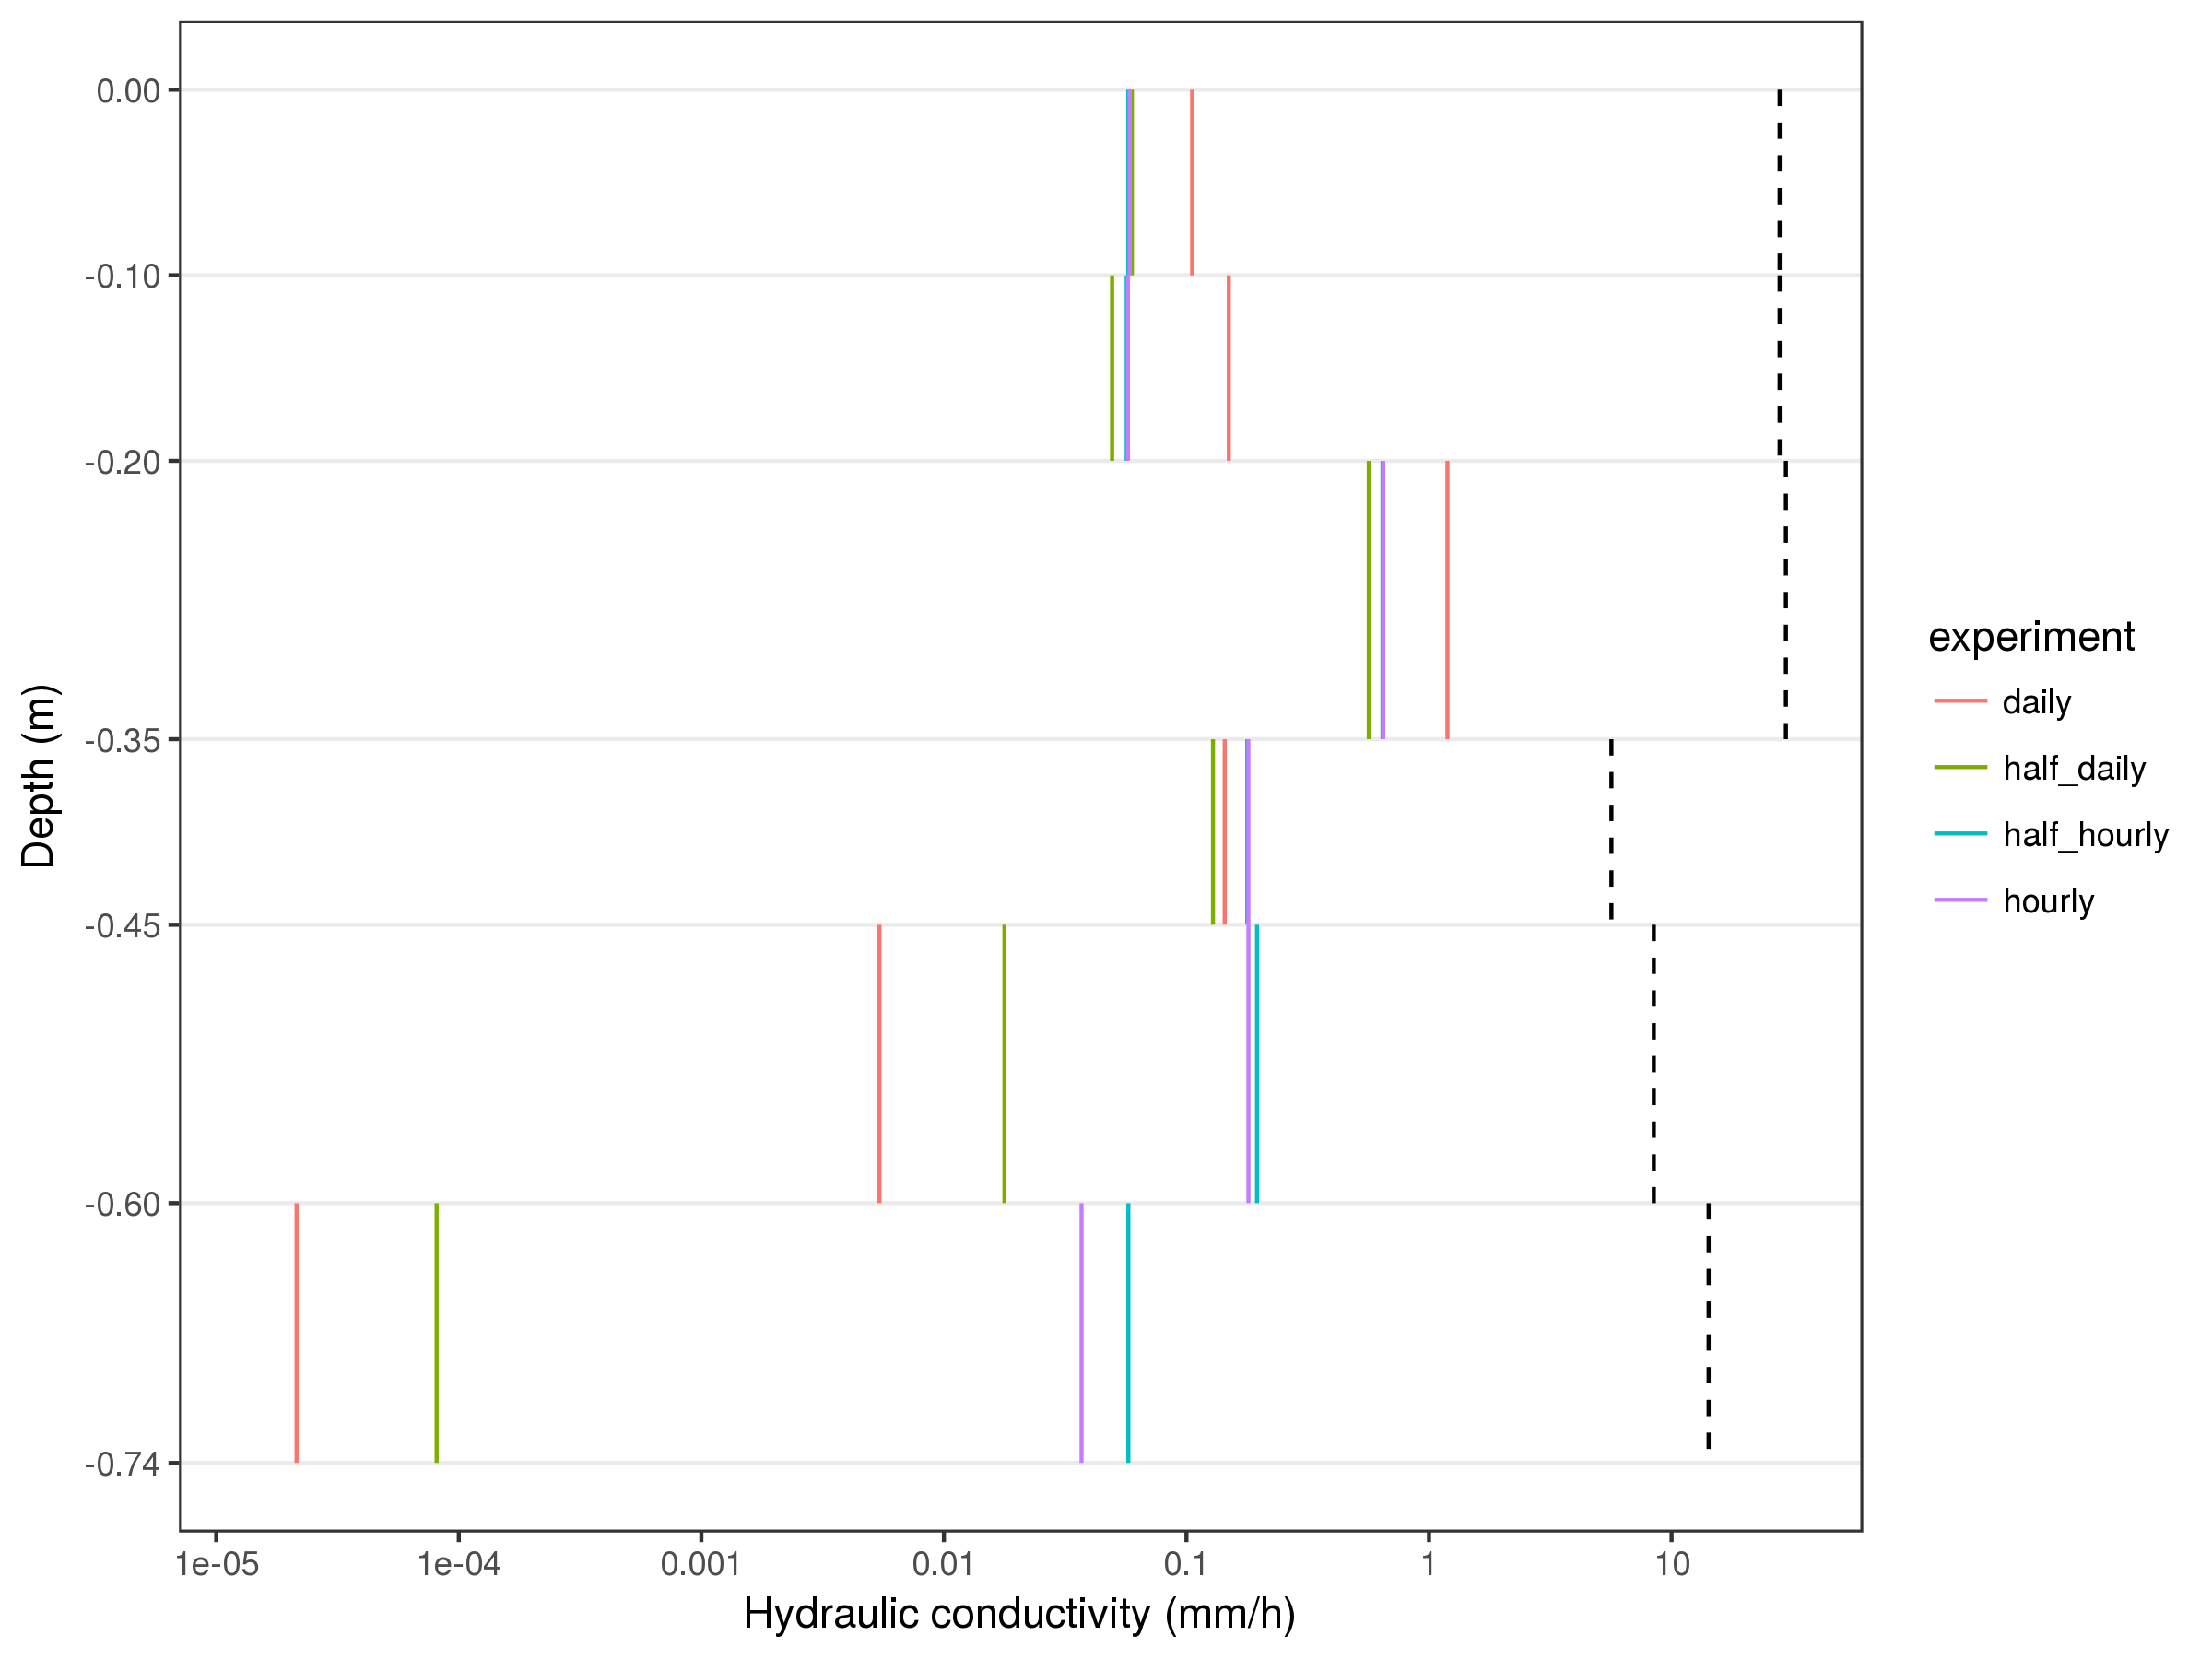 0.00
-0.10
-0.20
-0.35
-0.45
-0.60
-0.74
Depth (m)
1e-05 1e-04 0.001 0.01 0.1 1 10
Hydraulic conductivity (mm/h)
experiment
daily
half_daily
half_hourly
hourly